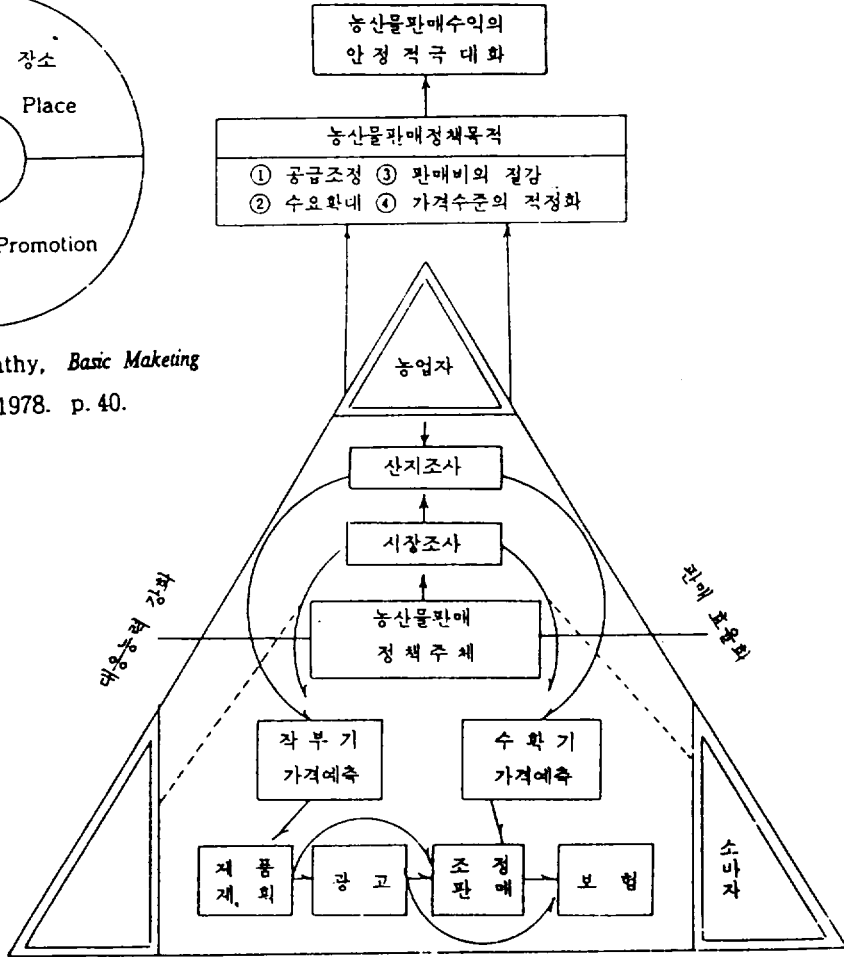 장소
Place
Promotion
athy, Basic Maketing
1978. p. 40.
농산물판매수익의
안정적극대화
농산물판매정책목적
① 공급조정 ③ 판매비의 절감
② 수요확대 ④ 가격수준의 적정화
농업자
산지조사
시장조사
농산물판매
정책주체
대응능력 강화
판매 효율화
작부기
가격예측
수확기
가격예측
제품
계획
광고
조정
판매
보험
소비자